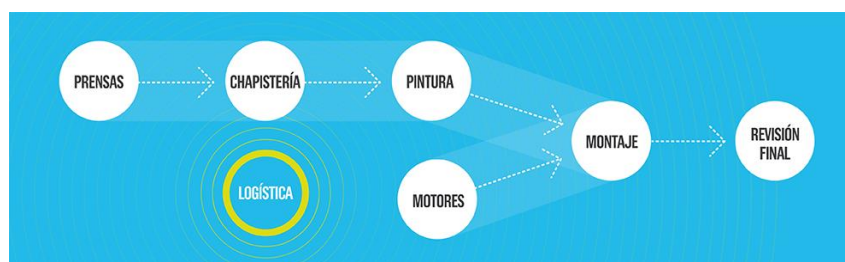 PRENSAS
CHAPISTERÍA
PINTURA
LOGÍSTICA
MOTORES
MONTAJE
REVISIÓN
FINAL